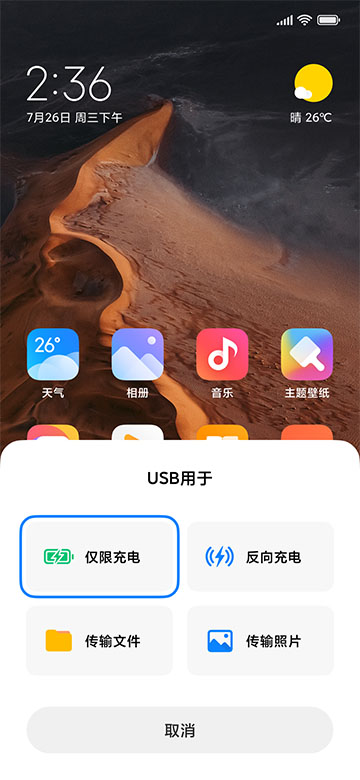 2:36
7月26日 周三下午
晴 26℃
26°
天气
相册
音乐
主题壁纸
USB用于
仅限充电
反向充电
传输文件
传输照片
取消